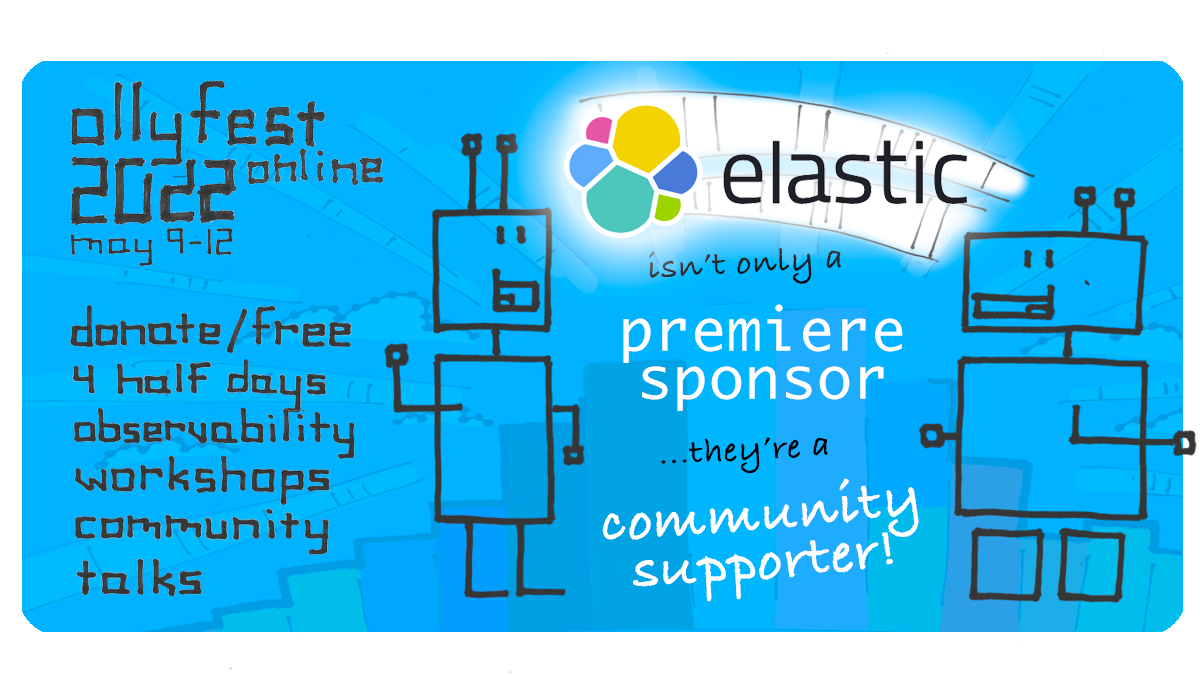 ollyfest
2022 online
may 9-12
donate/free
4 half days
observability
workshops
community
talks
elastic
isn't only a
premiere
sponsor
...they're a
community
supporter!